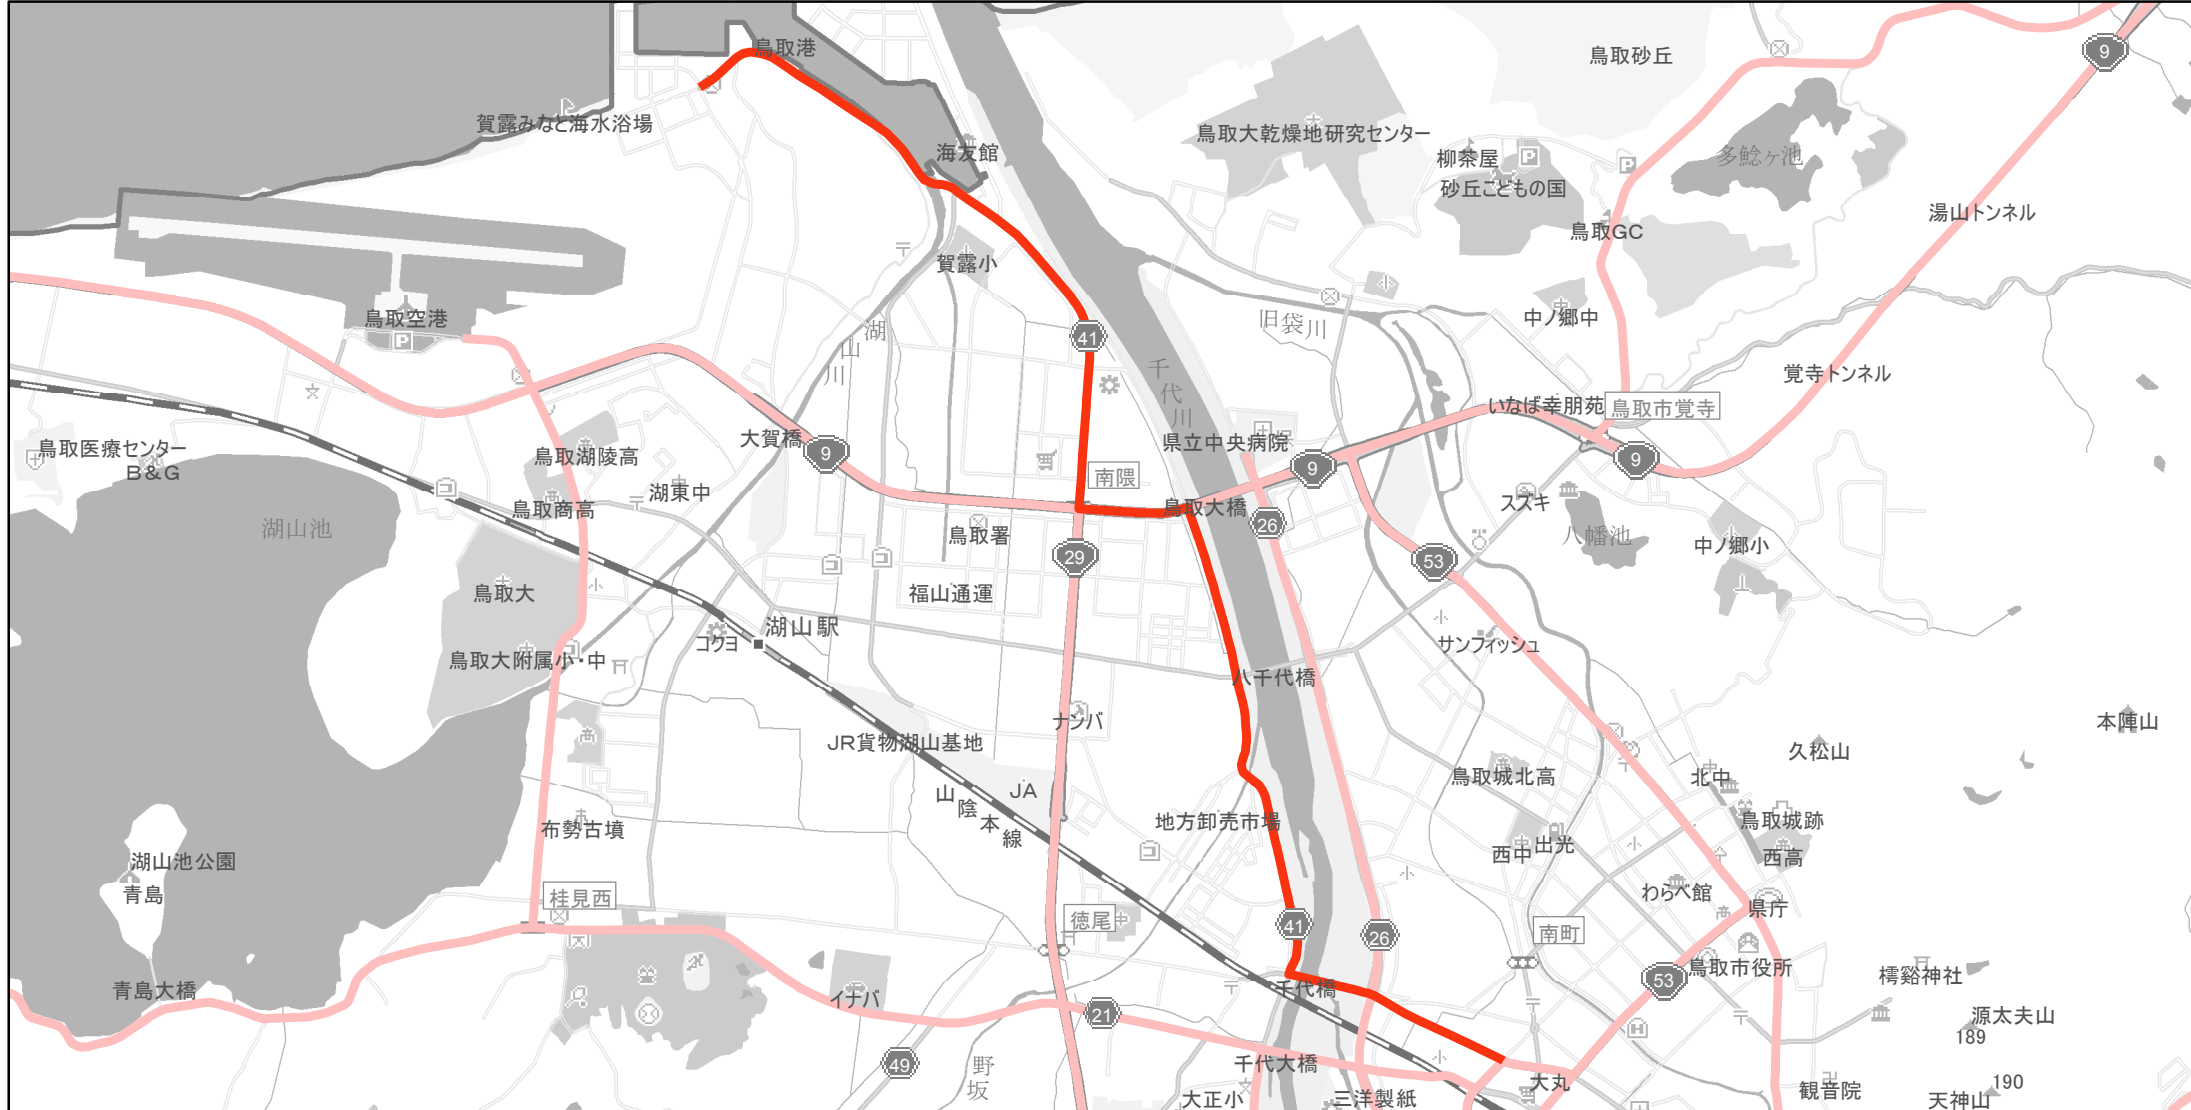 鳥取港
鳥取砂丘
9
賀露みなと海水浴場
海友館
鳥取大乾燥地研究センター
柳茶屋
P
P
砂丘こどもの国
多鯰ヶ池
湯山トンネル
鳥取GC
賀露小
鳥取空港
P
湖山川
41
旧袋川
千代川
中ノ郷中
覚寺トンネル
いなば幸朋苑
鳥取市覚寺
鳥取医療センター
B&G
鳥取湖陵高
大賀橋
9
県立中央病院
9
9
南隈
湖東中
鳥取商高
湖山池
鳥取大橋
26
鳥取署
29
スズキ
八幡池
中ノ郷小
53
鳥取大
福山通運
湖山駅
コクヨ
サンフィッシュ
鳥取大附属小・中
八千代橋
ナンバ
JR貨物湖山基地
本陣山
久松山
鳥取城北高
北中
JA
山陰本線
地方卸売市場
布勢古墳
鳥取城跡
西中
出光
西高
湖山池公園
青島
桂見西
わらべ館
県庁
徳尾
41
26
南町
鳥取市役所
53
樗谿神社
青島大橋
イナバ
千代橋
21
源太夫山
189
49
野坂
千代大橋
大丸
190
大正小
三洋製紙
観音院
天神山